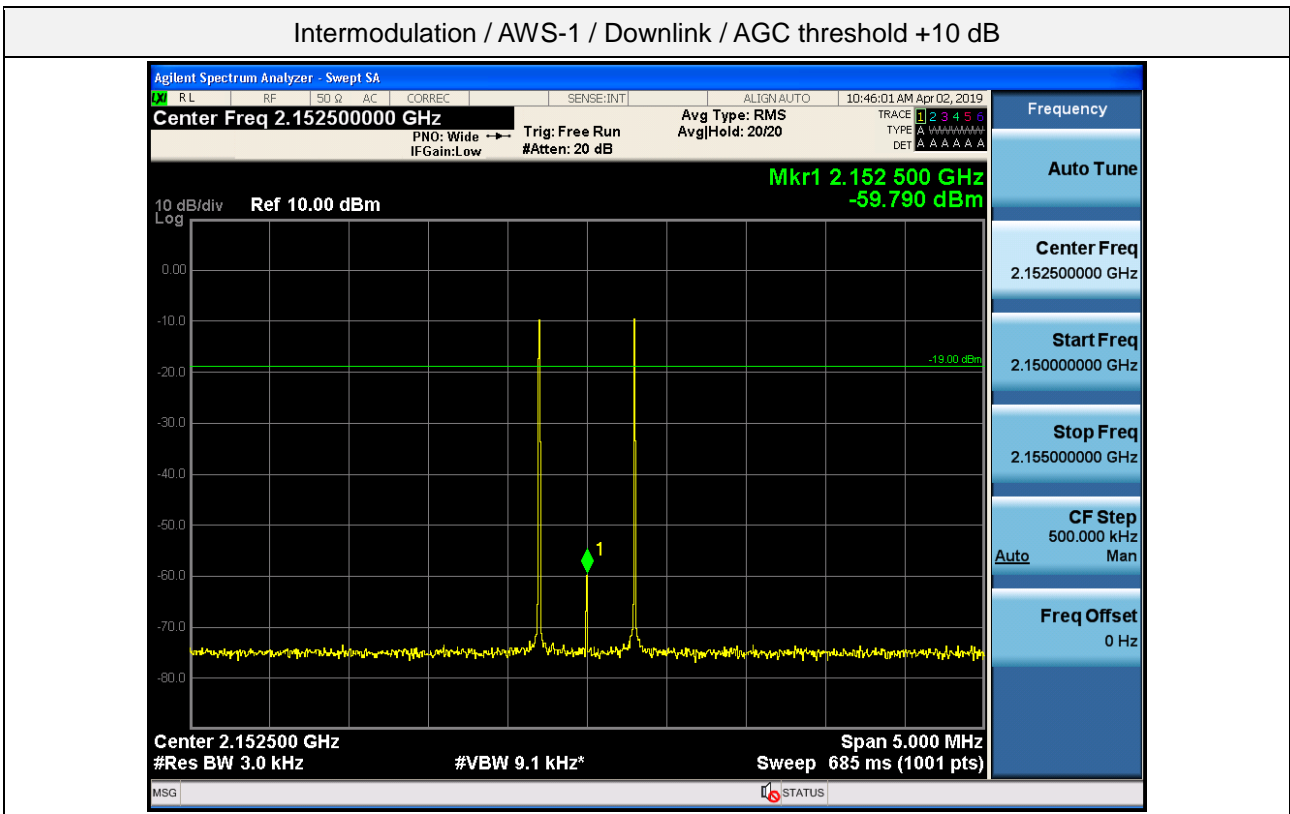 Intermodulation / AWS-1 / Downlink / AGC threshold +10 dB
Agilent Spectrum Analyzer - Swept SA
LXI RL RF 50 Ω AC CORREC SENSE:INT ALIGN AUTO 10:46:01 AM Apr 02, 2019
Center Freq 2.152500000 GHz
PNO: Wide
IFGain:Low
Trig: Free Run
#Atten: 20 dB
Avg Type: RMS
Avg|Hold: 20/20
TRACE 1 2 3 4 5 6
TYPE A WWWWW
DET A A A A A A
Mkr1 2.152 500 GHz
-59.790 dBm
10 dB/div Ref 10.00 dBm
Log
0.00
-10.0
-19.00 dBm
-20.0
-30.0
-40.0
-50.0
1
-60.0
-70.0
-80.0
Center 2.152500 GHz Span 5.000 MHz
#Res BW 3.0 kHz #VBW 9.1 kHz* Sweep 685 ms (1001 pts)
MSG STATUS
Frequency
Auto Tune
Center Freq
2.152500000 GHz
Start Freq
2.150000000 GHz
Stop Freq
2.155000000 GHz
CF Step
500.000 kHz
Auto Man
Freq Offset
0 Hz